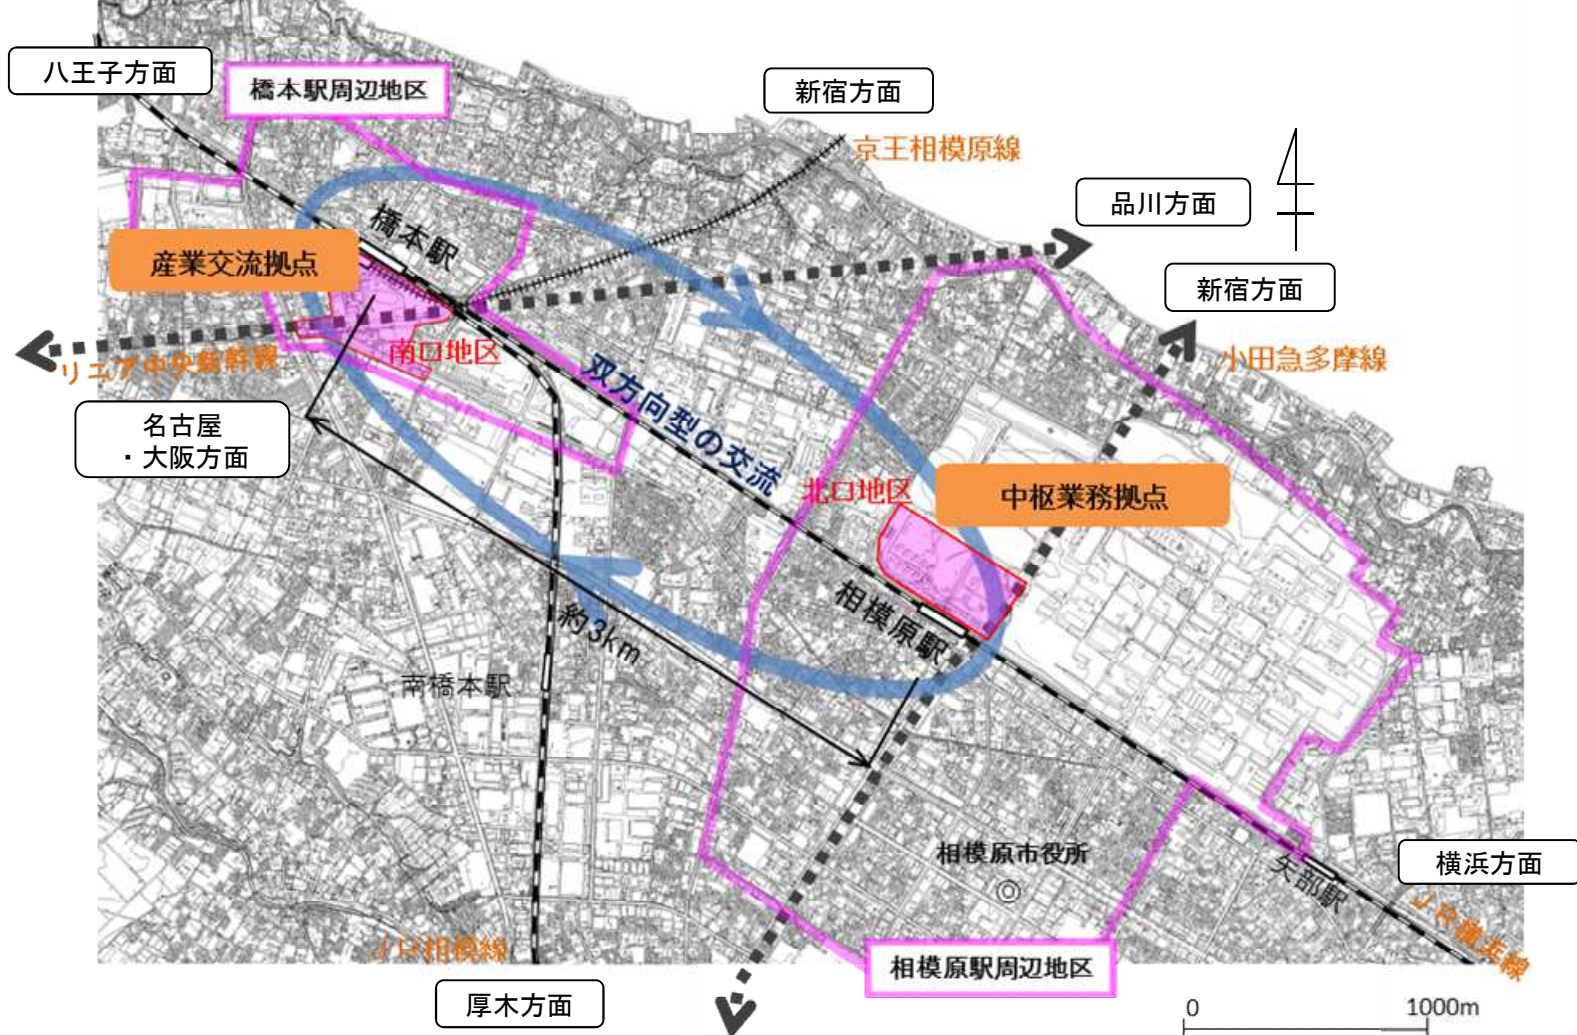 八王子方面
橋本駅周辺地区
新宿方面
京王相模原線
品川方面
新宿方面
橋本駅
産業交流拠点
南口地区
リニア中央新幹線
小田急多摩線
双方向型の交流
名古屋
・大阪方面
北口地区
中枢業務拠点
相模原駅
約3km
南橋本駅
相模原市役所
矢部駅
横浜方面
JR横浜線
JR相模線
相模原駅周辺地区
厚木方面
0 1000m